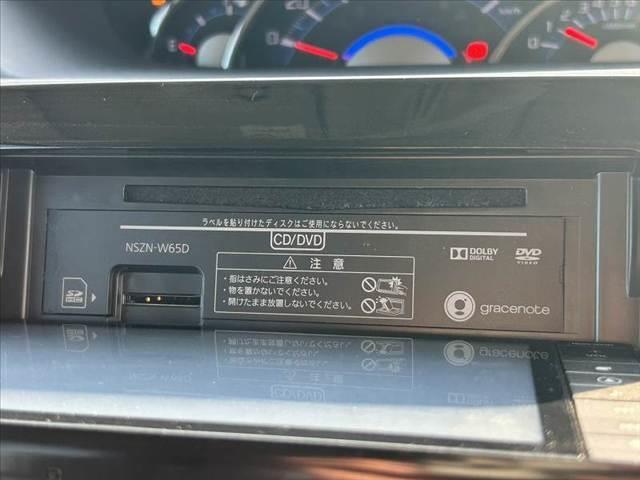 ラベルを貼り付けたディスクはご使用にならないでください。
CD/DVD
NSZN-W65D
⚠ 注意
・指はさみにご注意ください。
・物を置かないでください。
・開けたまま放置しないでください。
DOLBY
DIGITAL
DVD
VIDEO
SD
gracenote